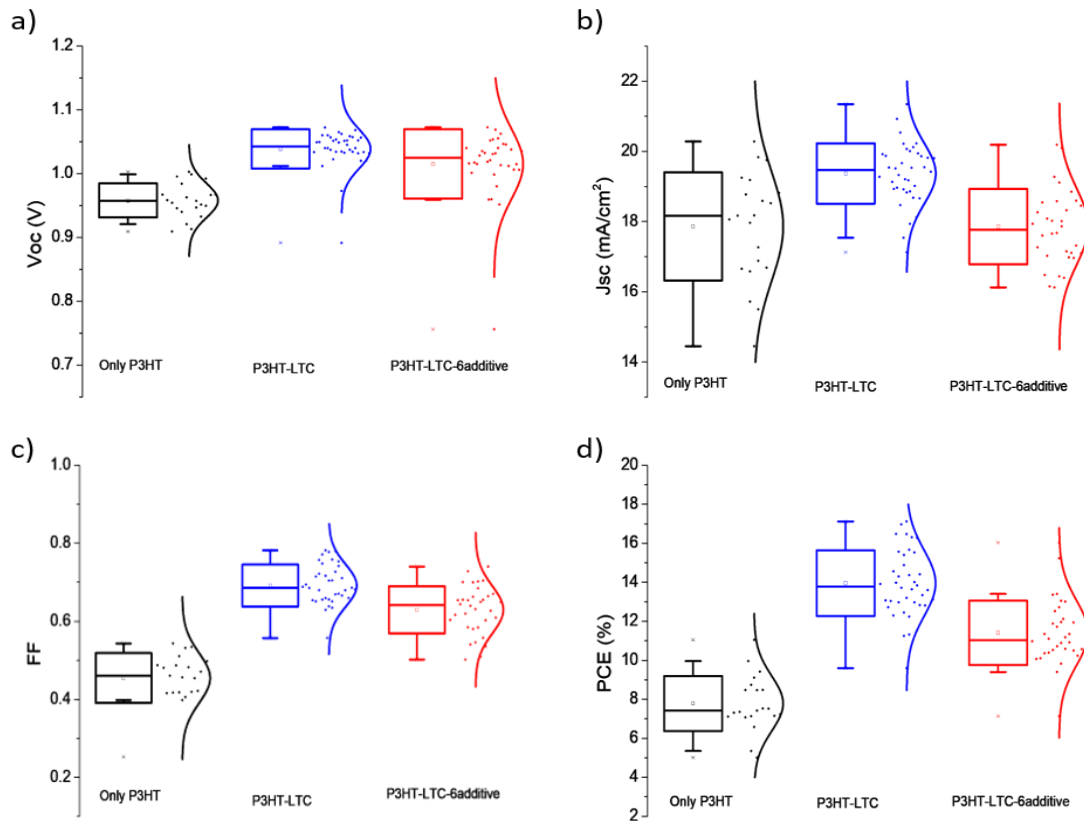 a)
1.2
1.1
1.0
0.9
0.8
0.7
Voc (V)
Only P3HT
P3HT-LTC
P3HT-LTC-6additive
b)
22
20
18
16
14
Jsc (mA/cm²)
Only P3HT
P3HT-LTC
P3HT-LTC-6additive
c)
1.0
0.8
0.6
0.4
0.2
FF
Only P3HT
P3HT-LTC
P3HT-LTC-6additive
d)
20
18
16
14
12
10
8
6
4
2
PCE (%)
Only P3HT
P3HT-LTC
P3HT-LTC-6additive